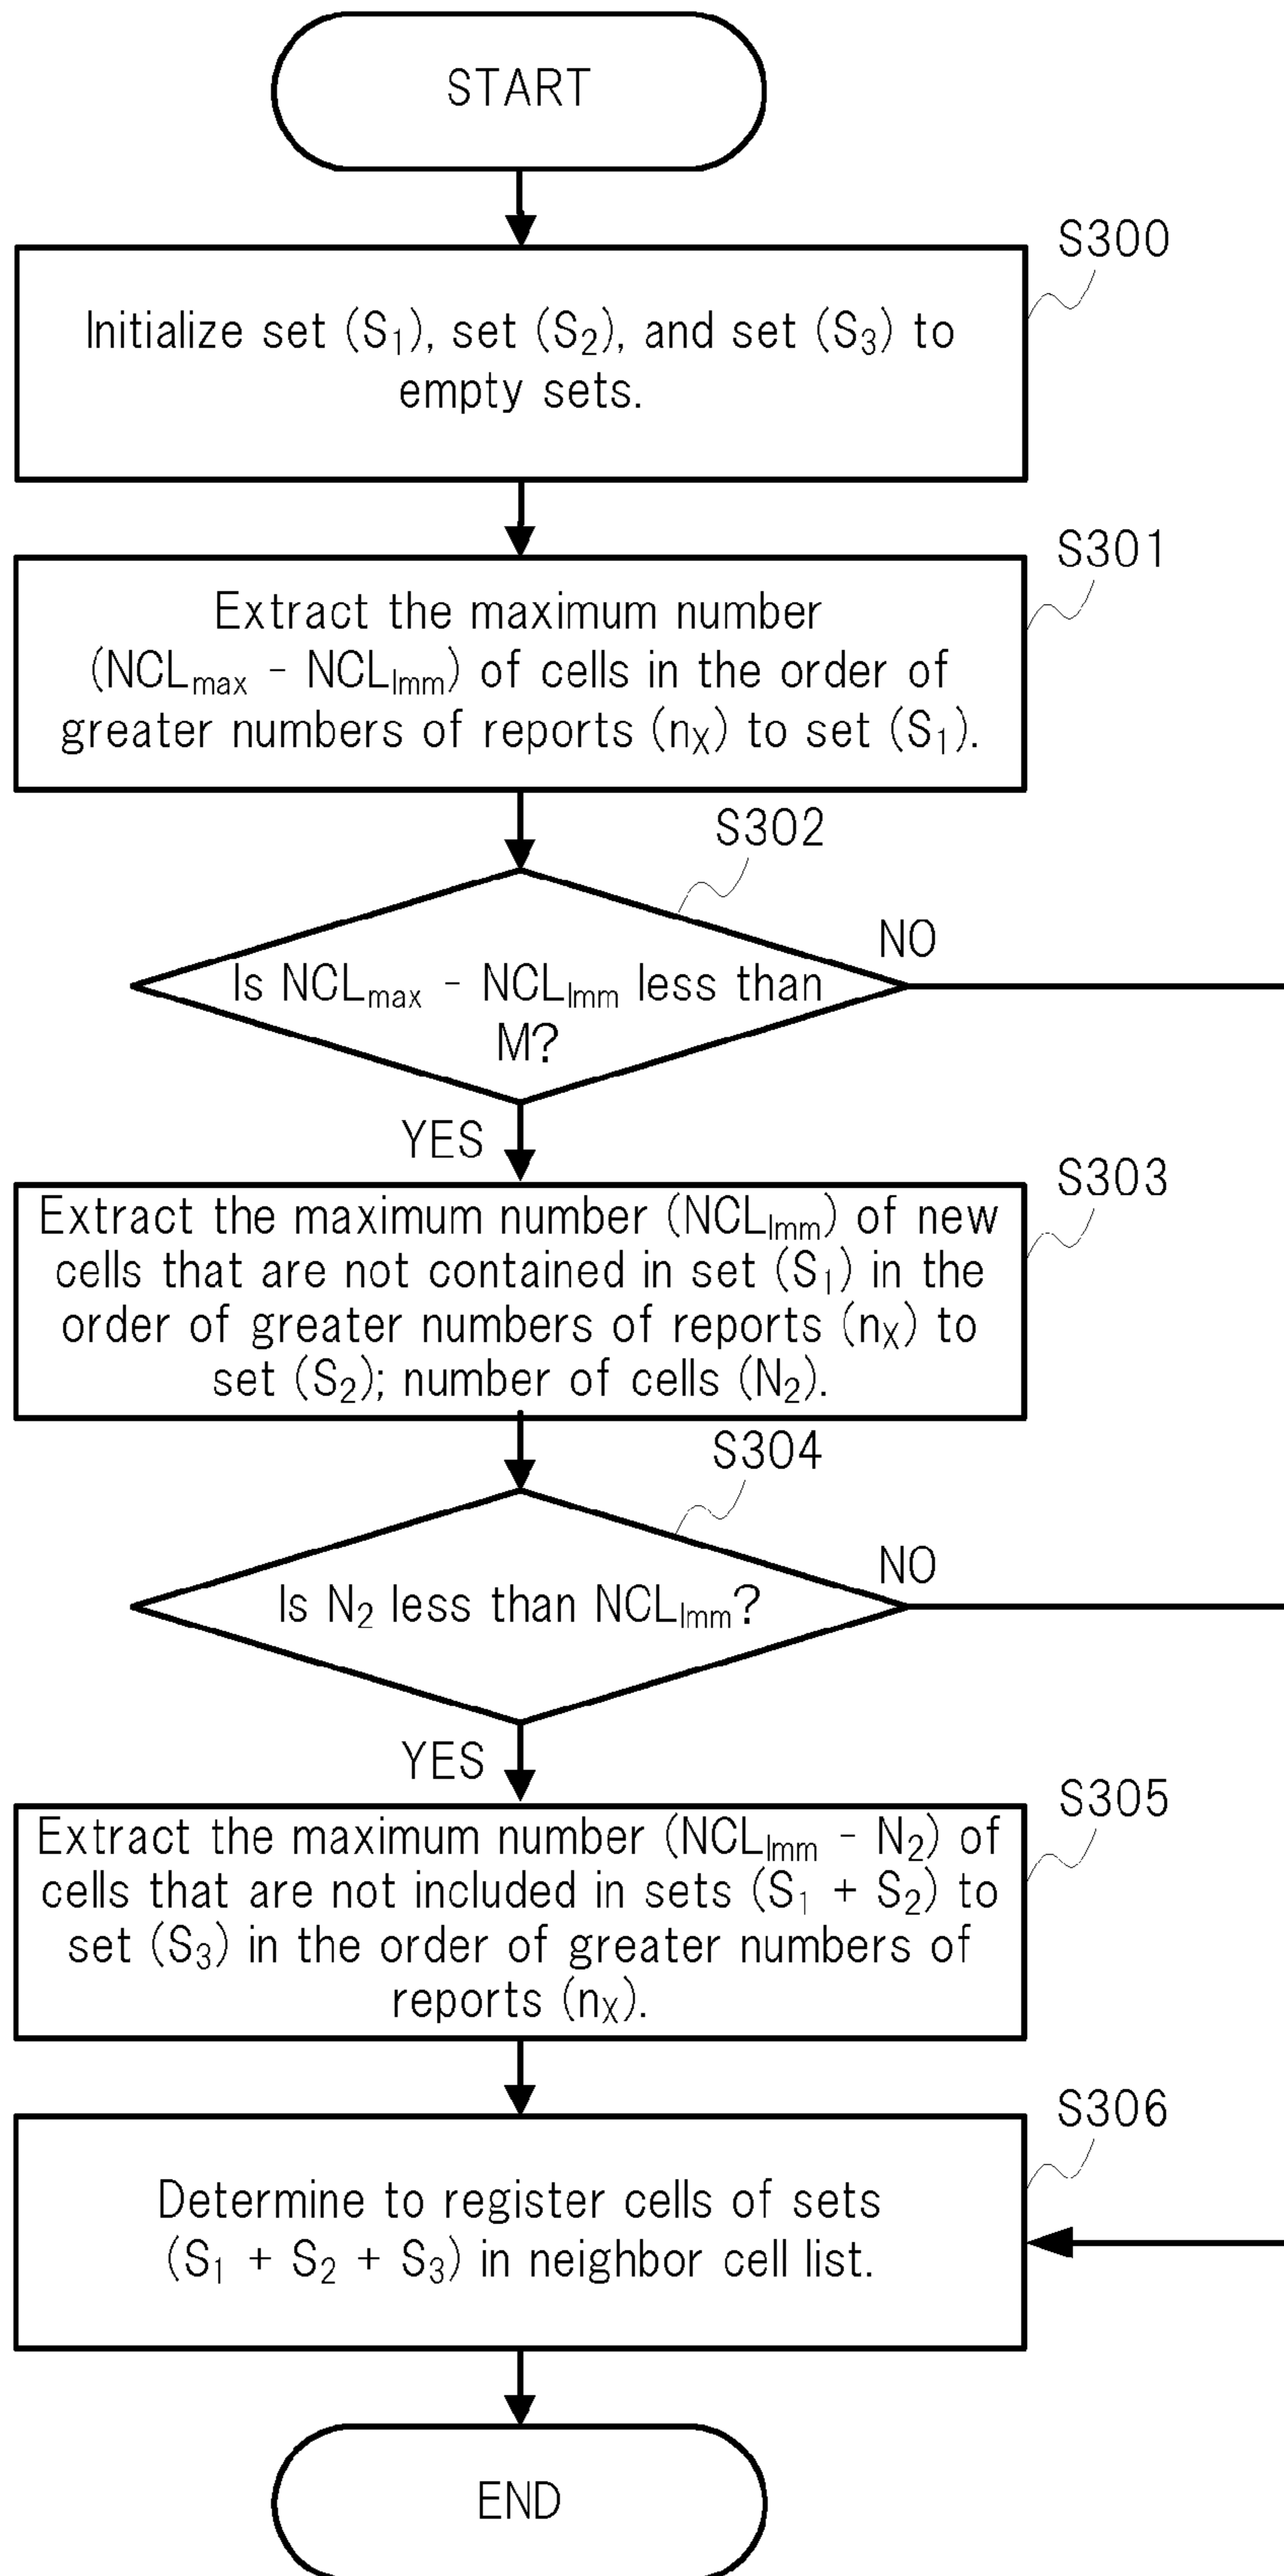 START
S300
Initialize set (S₁), set (S₂), and set (S₃) to
empty sets.
S301
Extract the maximum number
(NCLmax - NCLImm) of cells in the order of
greater numbers of reports (nX) to set (S₁).
S302
NO
Is NCLmax - NCLImm less than
M?
YES
S303
Extract the maximum number (NCLImm) of new
cells that are not contained in set (S₁) in the
order of greater numbers of reports (nX) to
set (S₂); number of cells (N₂).
S304
NO
Is N₂ less than NCLImm?
YES
S305
Extract the maximum number (NCLImm - N₂) of
cells that are not included in sets (S₁ + S₂) to
set (S₃) in the order of greater numbers of
reports (nX).
S306
Determine to register cells of sets
(S₁ + S₂ + S₃) in neighbor cell list.
END